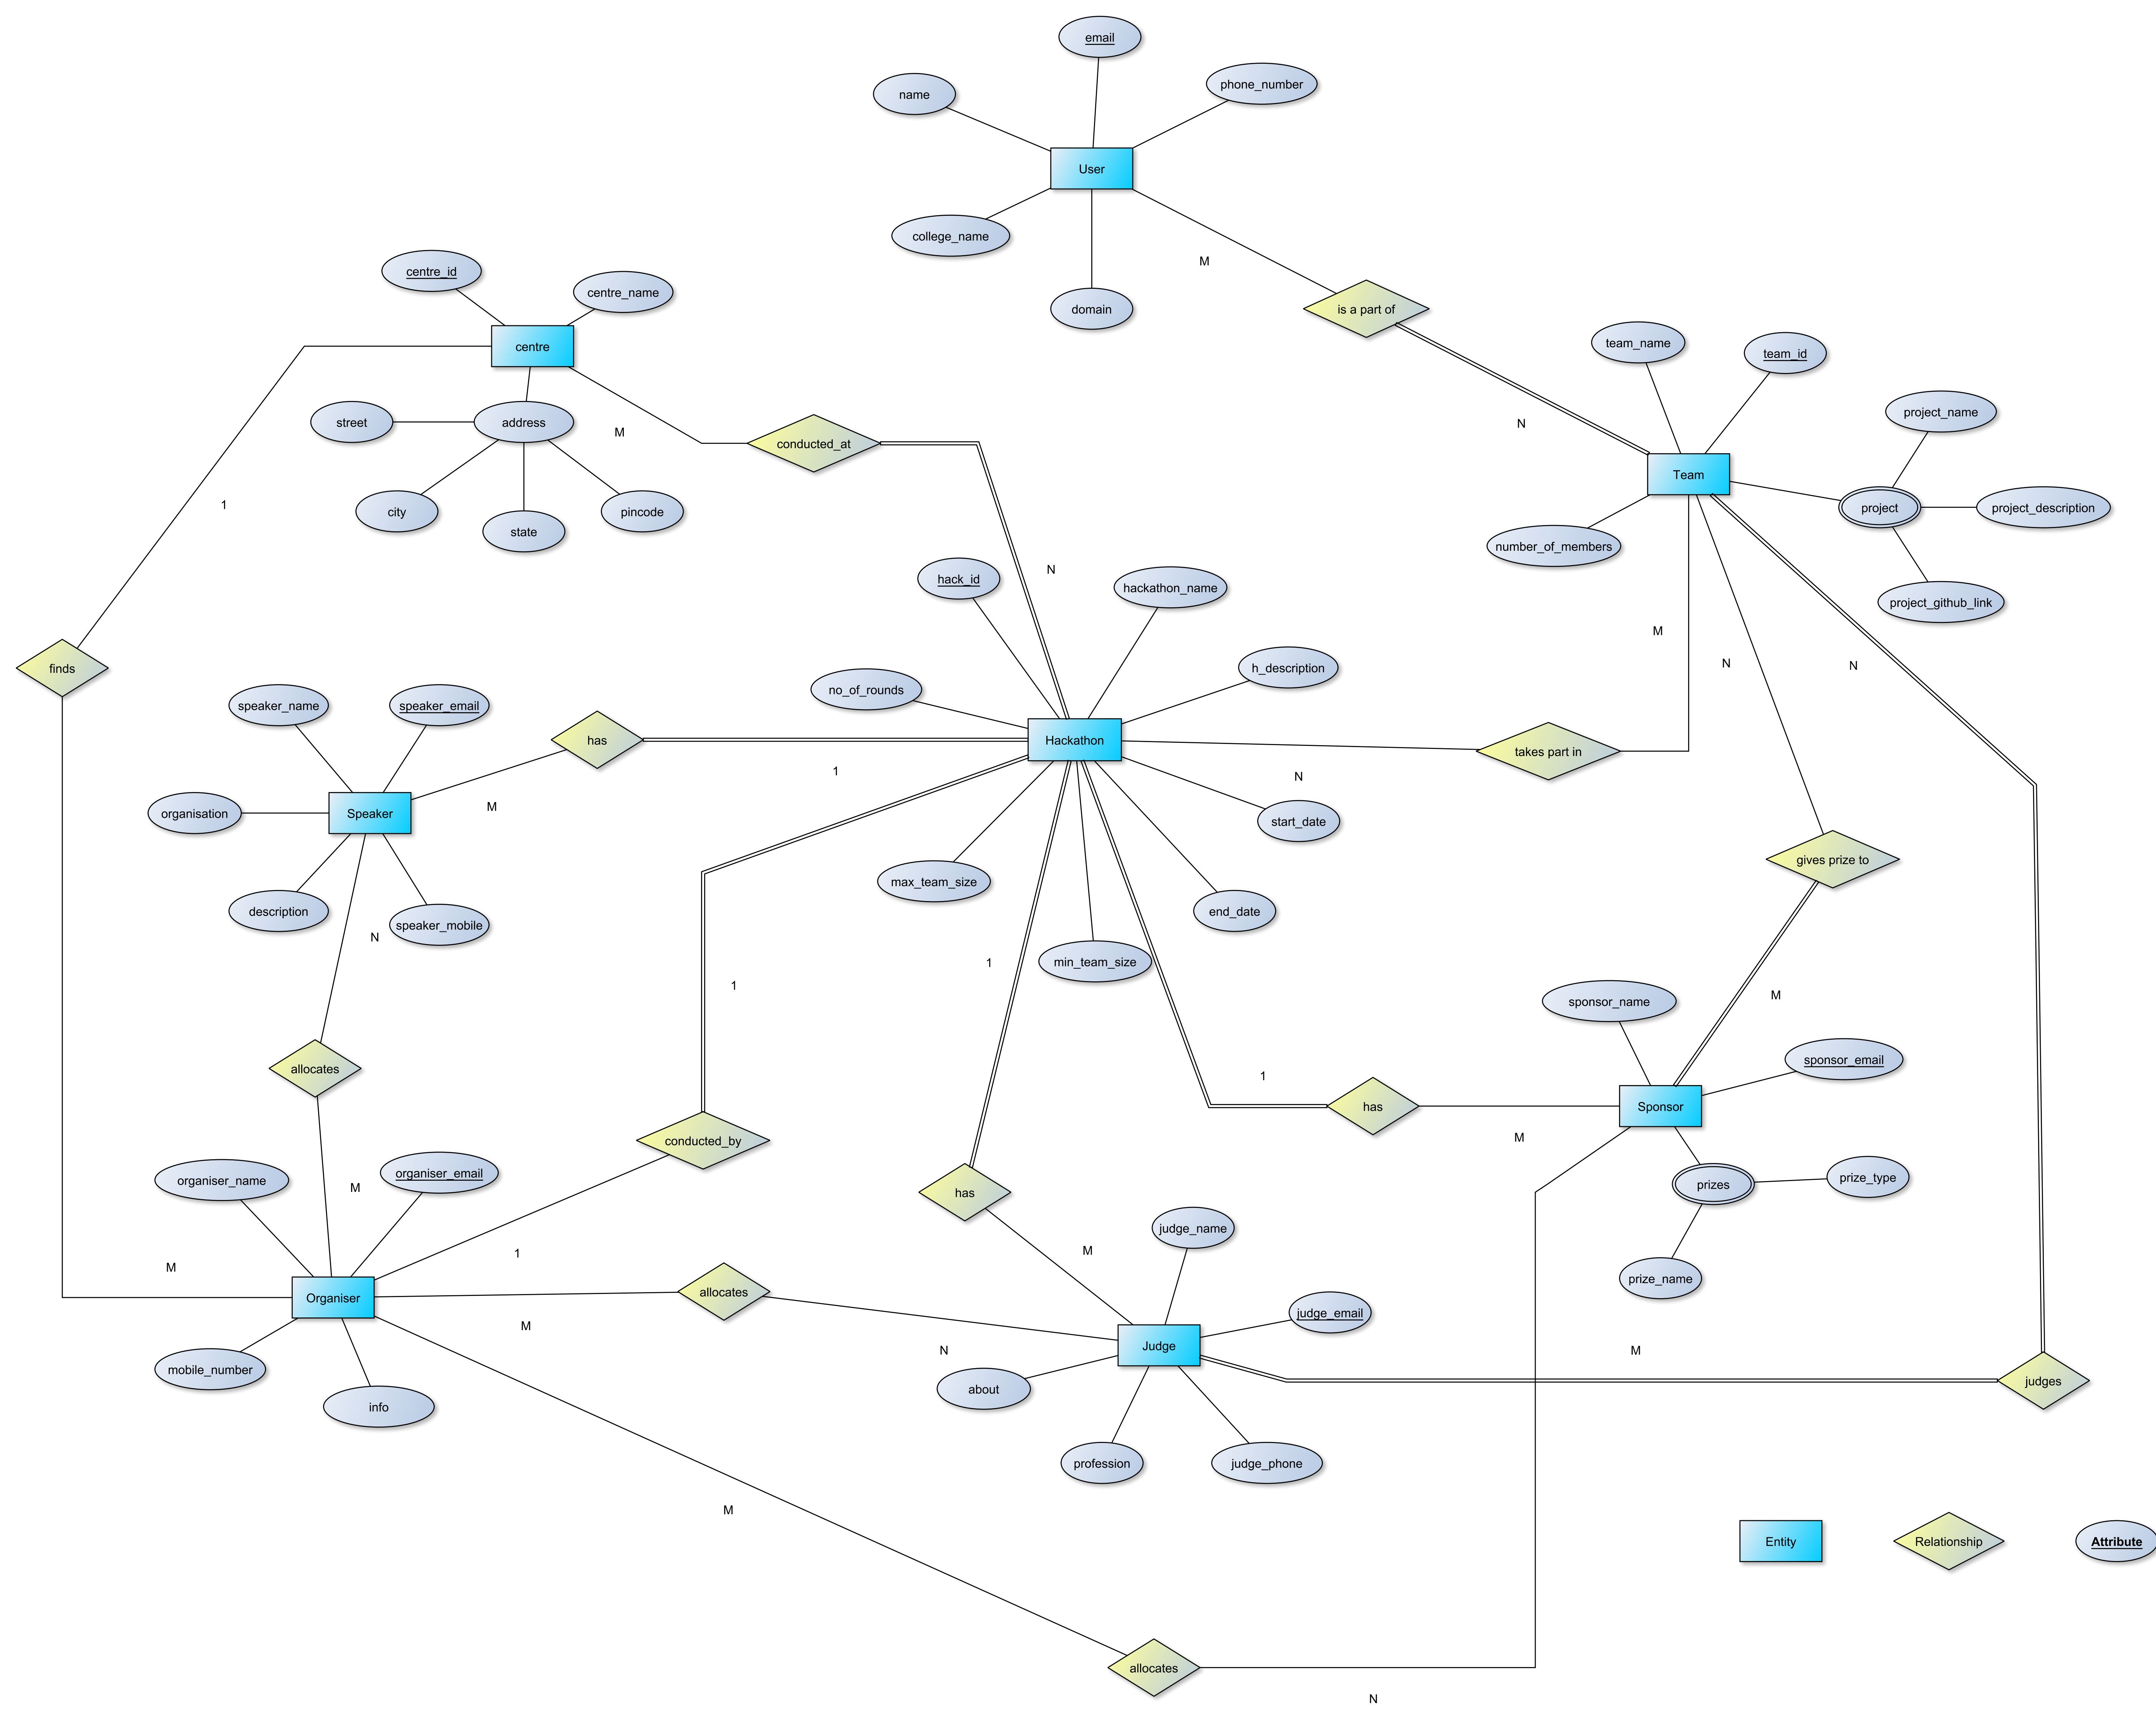 email
name
phone_number
User
college_name
M
domain
is a part of
centre_id
centre_name
centre
street
address
M
conducted_at
city
state
pincode
1
team_name
team_id
project_name
N
Team
project
project_description
number_of_members
project_github_link
N
hack_id
hackathon_name
M
N
N
finds
no_of_rounds
h_description
speaker_name
speaker_email
has
Hackathon
takes part in
1
N
M
organisation
Speaker
start_date
gives prize to
max_team_size
end_date
description
speaker_mobile
N
1
min_team_size
1
M
sponsor_name
sponsor_email
allocates
1
has
Sponsor
M
conducted_by
organiser_name
organiser_email
M
has
prizes
prize_type
judge_name
1
M
M
prize_name
Organiser
allocates
judge_email
M
N
Judge
M
mobile_number
info
about
judges
profession
judge_phone
M
Entity
Relationship
Attribute
allocates
N